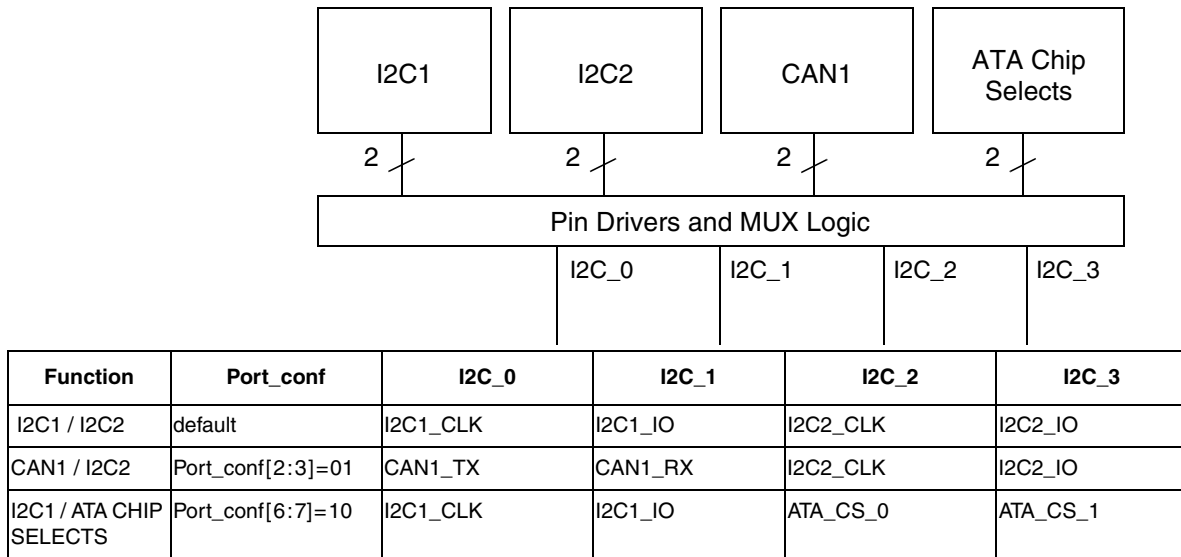 I2C1
I2C2
CAN1
ATA Chip
Selects
2
2
2
2
Pin Drivers and MUX Logic
I2C_0
I2C_1
I2C_2
I2C_3
Function Port_conf I2C_0 I2C_1 I2C_2 I2C_3
I2C1 / I2C2 default I2C1_CLK I2C1_IO I2C2_CLK I2C2_IO
CAN1 / I2C2 Port_conf[2:3]=01 CAN1_TX CAN1_RX I2C2_CLK I2C2_IO
I2C1 / ATA CHIP Port_conf[6:7]=10 I2C1_CLK I2C1_IO ATA_CS_0 ATA_CS_1
SELECTS